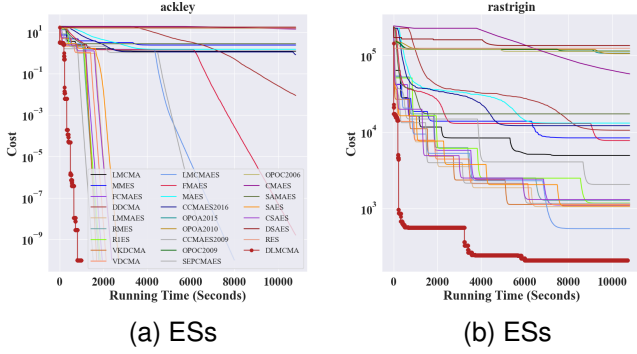 ackley
rastrigin
Cost
10^1
10^-1
10^-3
10^-5
10^-7
10^-9
LMCMA
MMES
FCMAES
DDCMA
LMMAES
RMES
R1ES
VKDCMA
VDCMA
LMCMAES
FMAES
MAES
CCMAES2016
OPOA2015
OPOA2010
CCMAES2009
OPOC2009
SEPCMAES
OPOC2006
CMAES
SAMAES
SAES
CSAES
DSAES
RES
DLMCMA
0 2000 4000 6000 8000 10000
Running Time (Seconds)
Cost
10^5
10^4
10^3
0 2000 4000 6000 8000 10000
Running Time (Seconds)
(a) ESs
(b) ESs